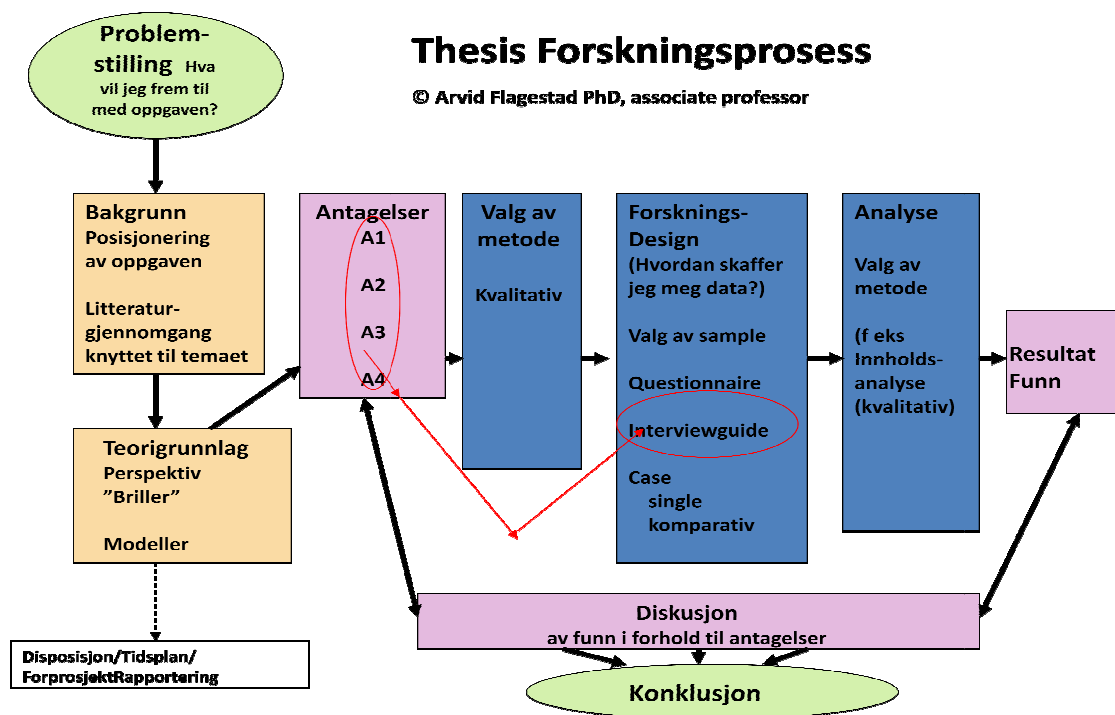 Problem-
stilling Hva
vil jeg frem til
med oppgaven?
Thesis Forskningsprosess
© Arvid Flagestad PhD, associate professor
Bakgrunn
Posisjonering
av oppgaven
Litteratur-
gjennomgang
knyttet til temaet
Teorigrunnlag
Perspektiv
”Briller”
Modeller
Disposisjon/Tidsplan/
ForprosjektRapportering
Antagelser
A1
A2
A3
A4
Valg av
metode
Kvalitativ
Forsknings-
Design
(Hvordan skaffer
jeg meg data?)
Valg av sample
Questionnaire
Interviewguide
Case
single
komparativ
Analyse
Valg av
metode
(f eks
Innholds-
analyse
(kvalitativ)
Resultat
Funn
Diskusjon
av funn i forhold til antagelser
Konklusjon